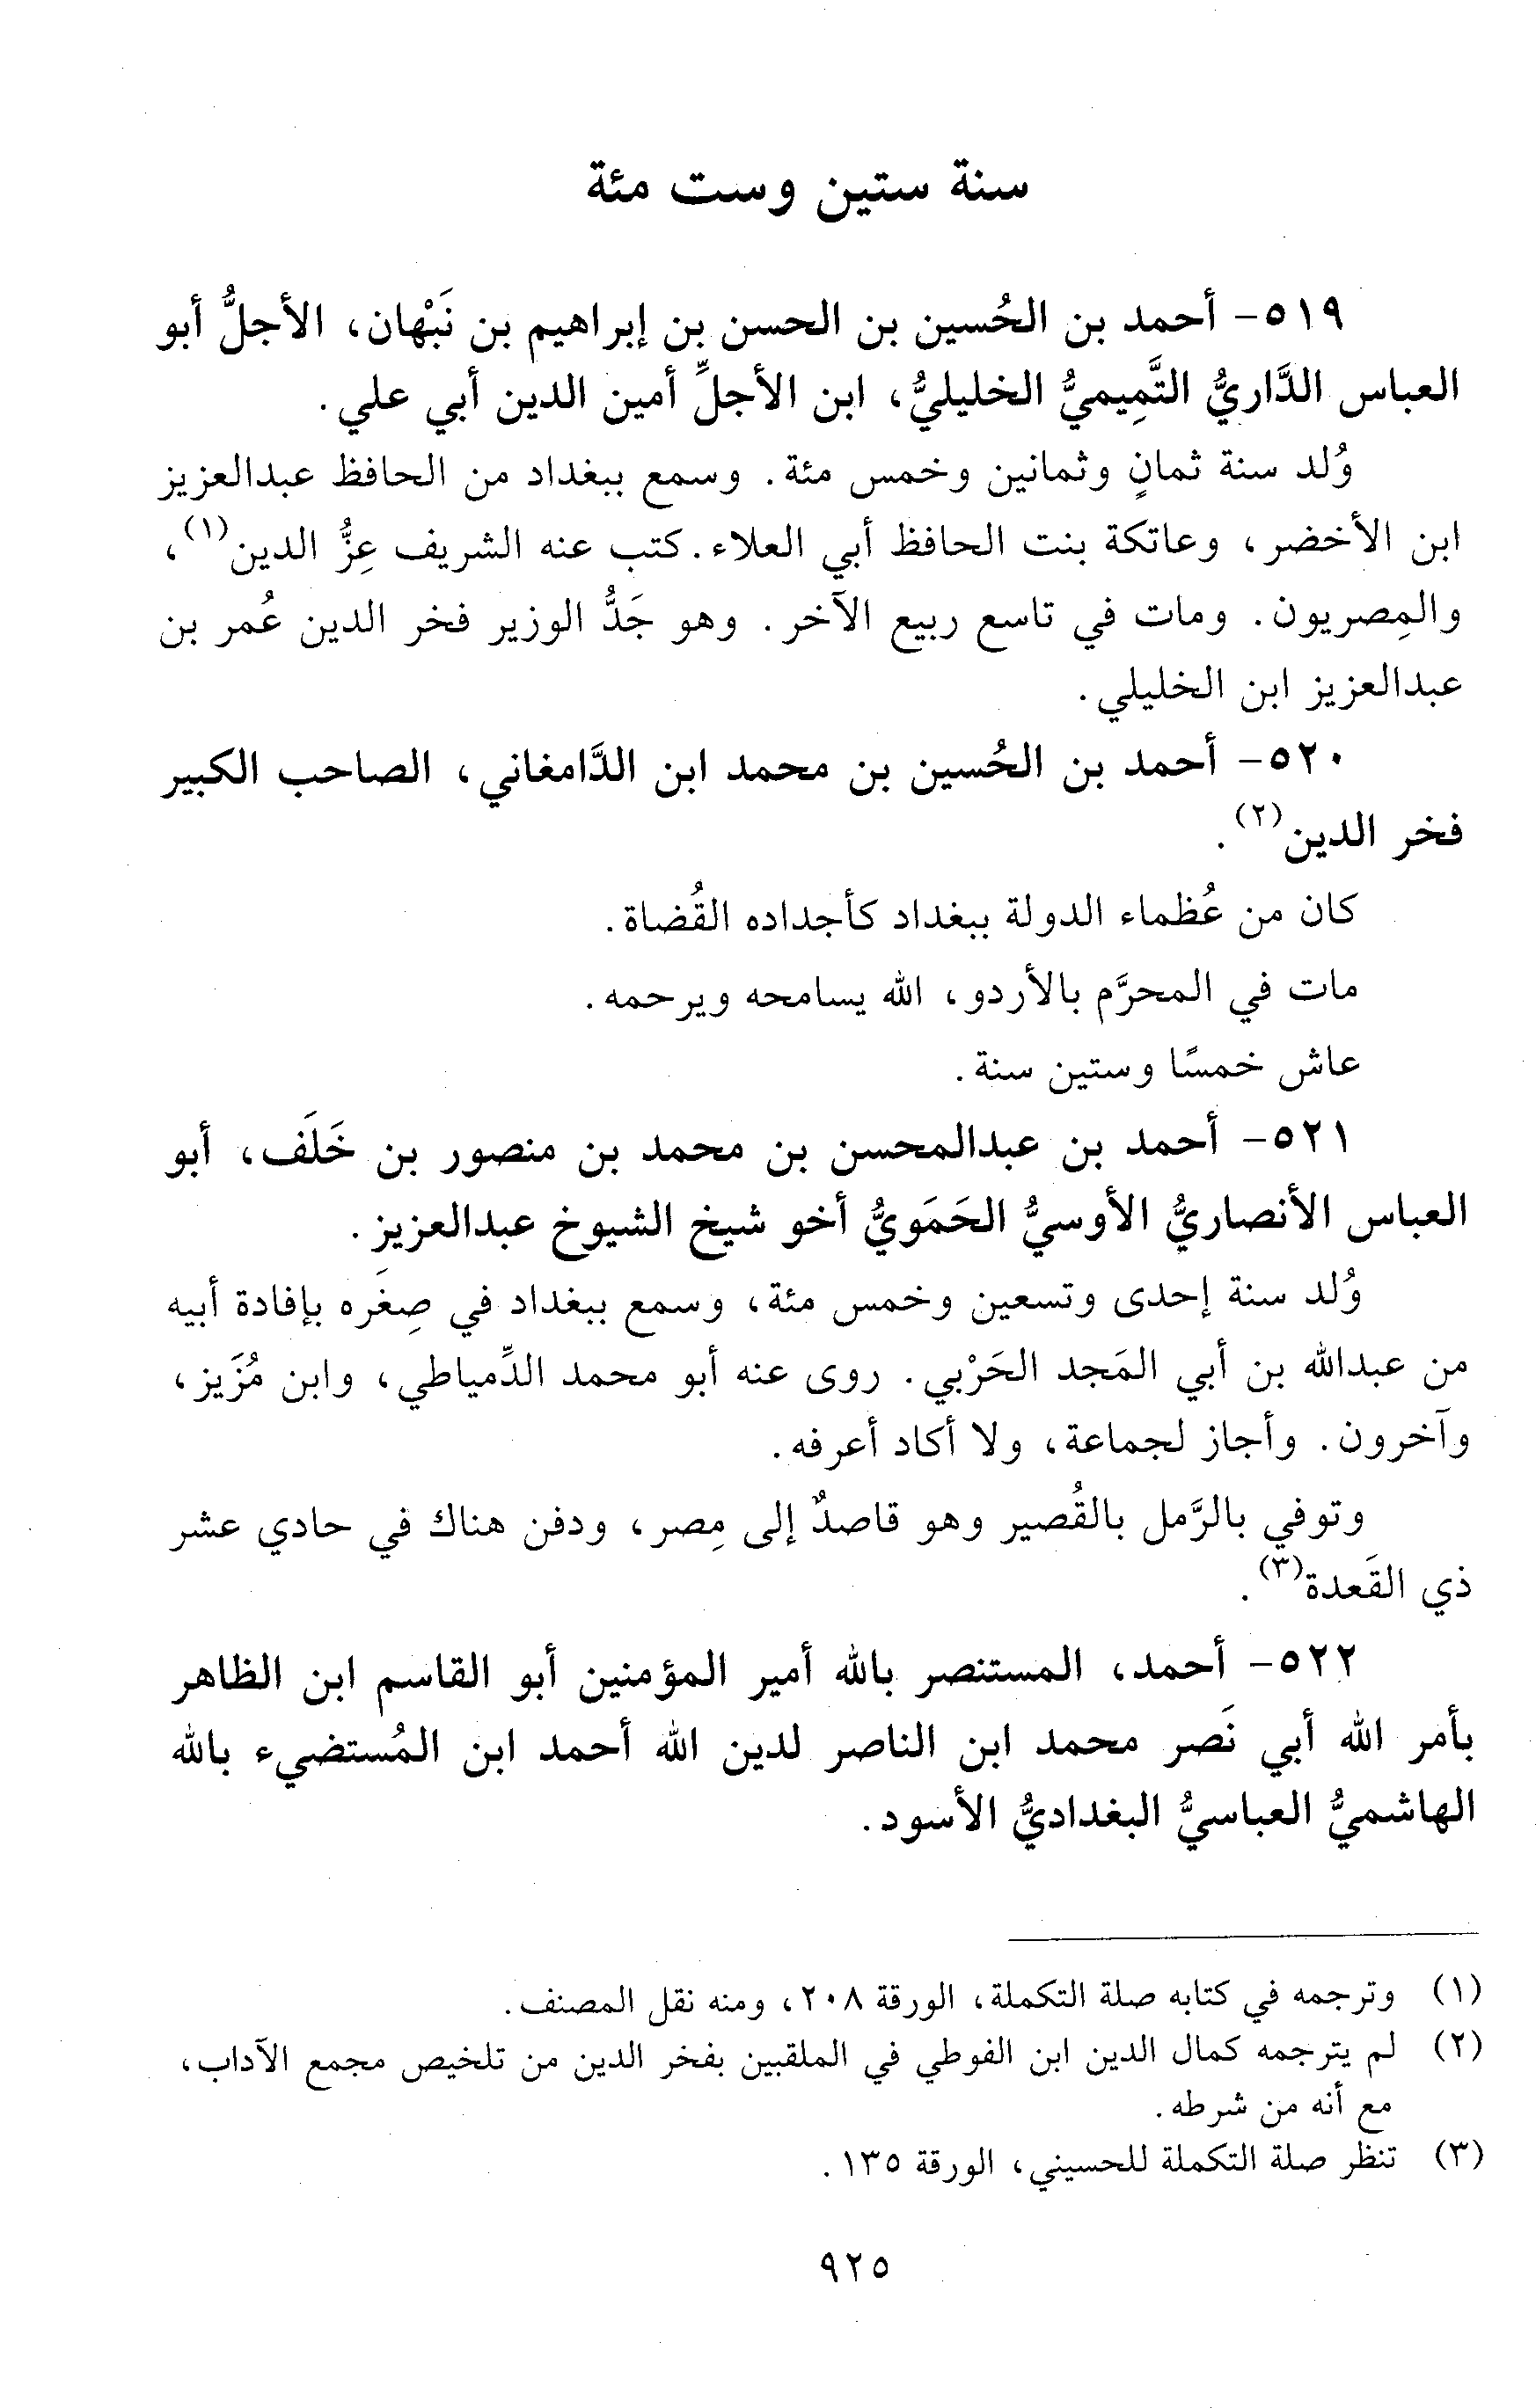 سنة ستين وست مئة
٥١٩- أحمد بن الحُسين بن الحسن بن إبراهيم بن نَبْهان، الأجلُّ أبو
العباس الدَّاريُّ التَّمِيميُّ الخليليُّ، ابن الأجلِّ أمين الدين أبي علي.
وُلد سنة ثمانٍ وثمانين وخمس مئة. وسمع ببغداد من الحافظ عبدالعزيز
ابن الأخضر، وعاتكة بنت الحافظ أبي العلاء. كتب عنه الشريف عِزُّ الدين(١)،
والمِصريون. ومات في تاسع ربيع الآخر. وهو جَدُّ الوزير فخر الدين عُمر بن
عبدالعزيز ابن الخليلي.
٥٢٠- أحمد بن الحُسين بن محمد ابن الدَّامغاني، الصاحب الكبير
فخر الدين(٢).
كان من عُظماء الدولة ببغداد كأجداده القُضاة.
مات في المحرَّم بالأردو، الله يسامحه ويرحمه.
عاش خمسًا وستين سنة.
٥٢١- أحمد بن عبدالمحسن بن محمد بن منصور بن خَلَف، أبو
العباس الأنصاريُّ الأوسيُّ الحَمَويُّ أخو شيخ الشيوخ عبدالعزيز.
وُلد سنة إحدى وتسعين وخمس مئة، وسمع ببغداد في صِغَره بإفادة أبيه
من عبدالله بن أبي المَجد الحَرْبي. روى عنه أبو محمد الدِّمياطي، وابن مُزَيز،
وآخرون. وأجاز لجماعة، ولا أكاد أعرفه.
وتوفي بالرَّمل بالقُصير وهو قاصدٌ إلى مِصر، ودفن هناك في حادي عشر
ذي القَعدة(٣).
٥٢٢- أحمد، المستنصر بالله أمير المؤمنين أبو القاسم ابن الظاهر
بأمر الله أبي نَصر محمد ابن الناصر لدين الله أحمد ابن المُستضيء بالله
الهاشميُّ العباسيُّ البغداديُّ الأسود.
(١) وترجمه في كتابه صلة التكملة، الورقة ٢٠٨، ومنه نقل المصنف.
(٢) لم يترجمه كمال الدين ابن الفوطي في الملقبين بفخر الدين من تلخيص مجمع الآداب،
مع أنه من شرطه.
(٣) تنظر صلة التكملة للحسيني، الورقة ١٣٥.
٩٢٥